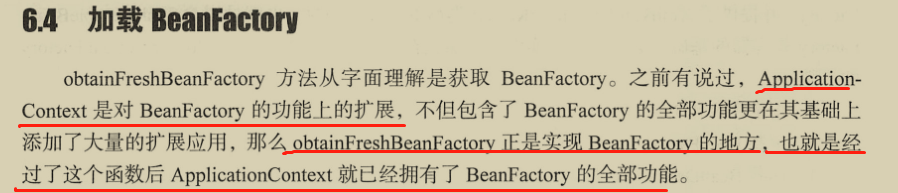 6.4 加载 BeanFactory
obtainFreshBeanFactory 方法从字面理解是获取 BeanFactory。之前有说过，Application-
Context 是对 BeanFactory 的功能上的扩展，不但包含了 BeanFactory 的全部功能更在其基础上
添加了大量的扩展应用，那么 obtainFreshBeanFactory 正是实现 BeanFactory 的地方，也就是经
过了这个函数后 ApplicationContext 就已经拥有了 BeanFactory 的全部功能。